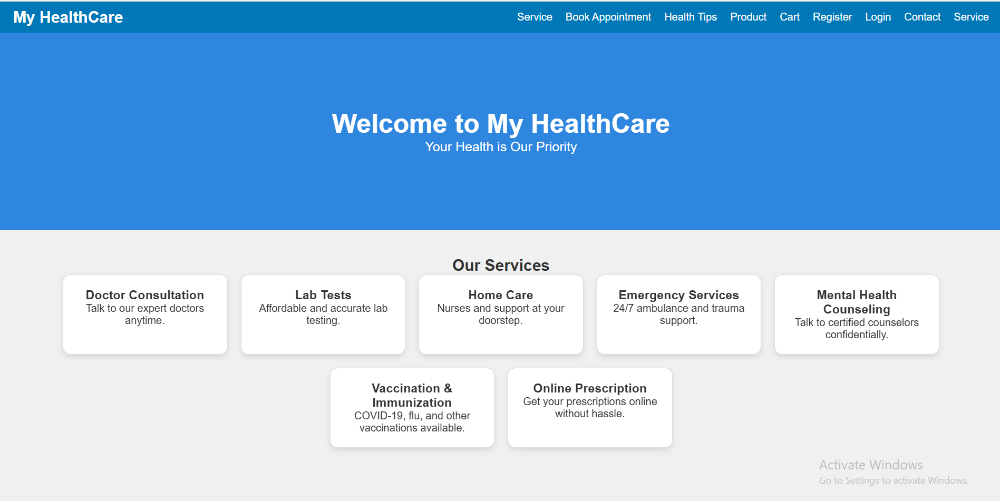 My HealthCare
Service Book Appointment Health Tips Product Cart Register Login Contact Service
Welcome to My HealthCare
Your Health is Our Priority
Our Services
Doctor Consultation
Talk to our expert doctors
anytime.
Lab Tests
Affordable and accurate lab
testing.
Home Care
Nurses and support at your
doorstep.
Emergency Services
24/7 ambulance and trauma
support.
Mental Health
Counseling
Talk to certified counselors
confidentially.
Vaccination &
Immunization
COVID-19, flu, and other
vaccinations available.
Online Prescription
Get your prescriptions online
without hassle.
Activate Windows
Go to Settings to activate Windows.